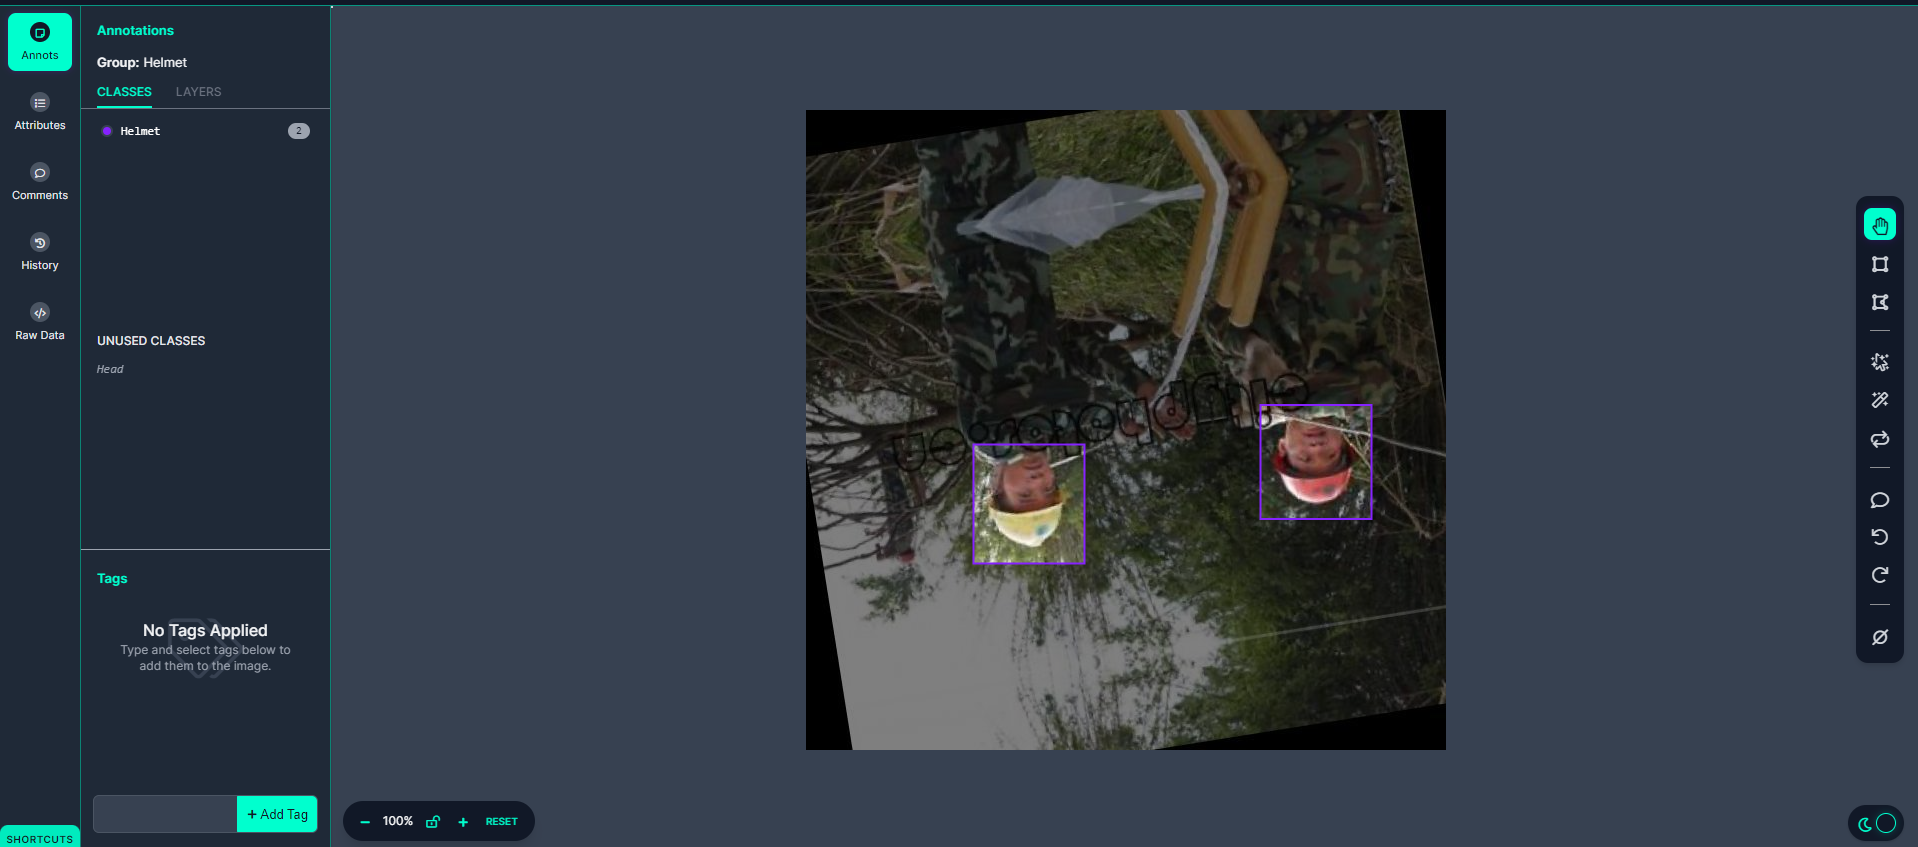 Annots
Attributes
Comments
History
Raw Data
SHORTCUTS
Annotations
Group: Helmet
CLASSES LAYERS
Helmet 2
UNUSED CLASSES
Head
Tags
No Tags Applied
Type and select tags below to
add them to the image.
+ Add Tag
− 100% + RESET